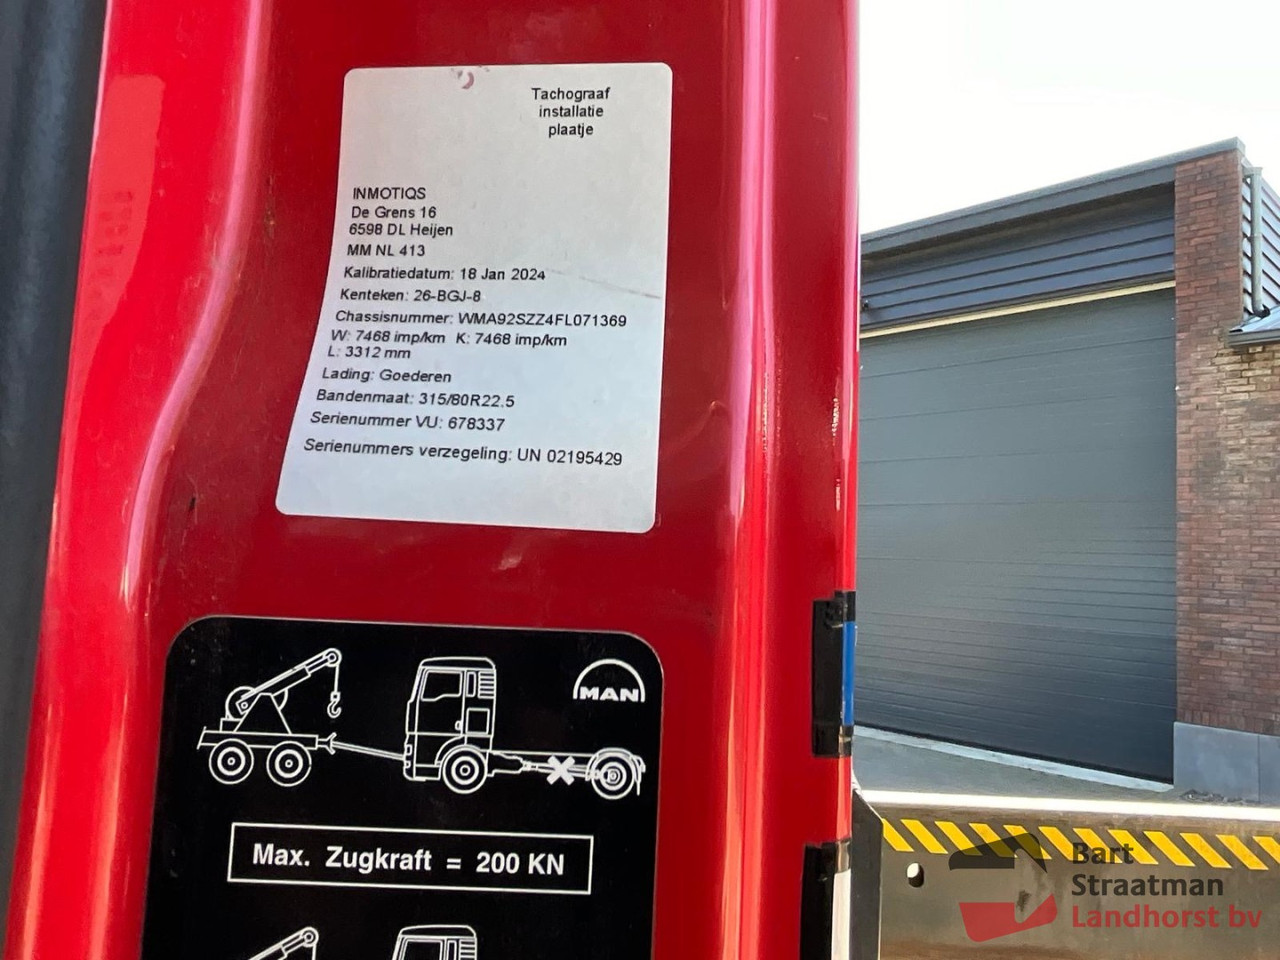 Tachograaf
installatie
plaatje
INMOTIQS
De Grens 16
6598 DL Heijen
MM NL 413
Kalibratiedatum: 18 Jan 2024
Kenteken: 26-BGJ-8
Chassisnummer: WMA92SZZ4FL071369
W: 7468 imp/km K: 7468 imp/km
L: 3312 mm
Lading: Goederen
Bandenmaat: 315/80R22.5
Serienummer VU: 678337
Serienummers verzegeling: UN 02195429
MAN
Max. Zugkraft = 200 KN
Bart
Straatman
Landhorst bv